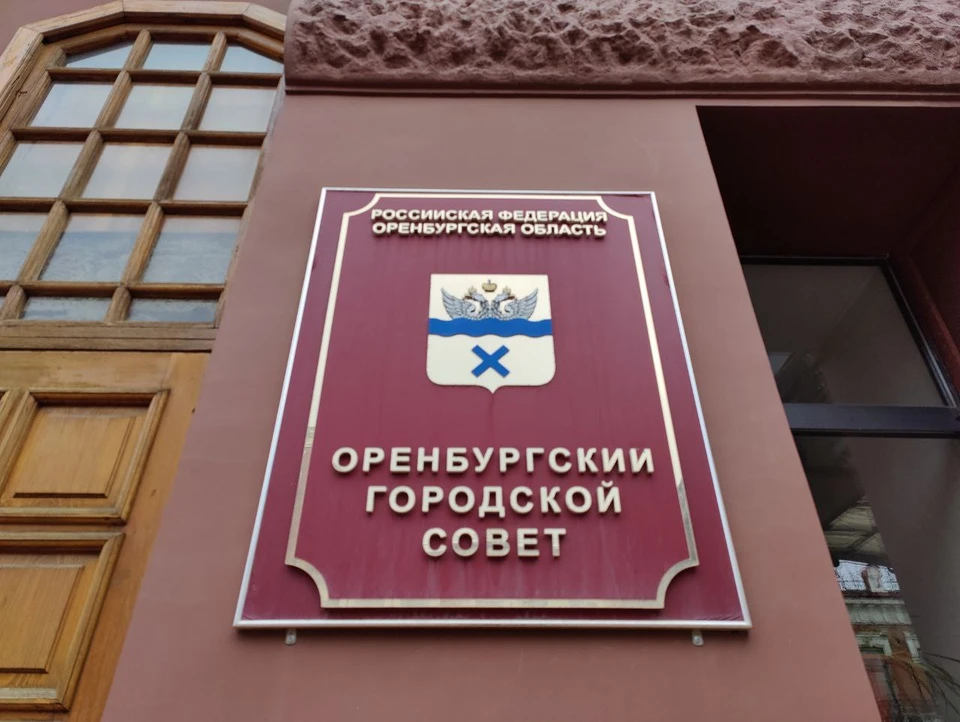 РОССИИСКАЯ ФЕДЕРАЦИЯ
ОРЕНБУРГСКАЯ ОБЛАСТЬ
ОРЕНБУРГСКИИ
ГОРОДСКОЙ
СОВЕТ